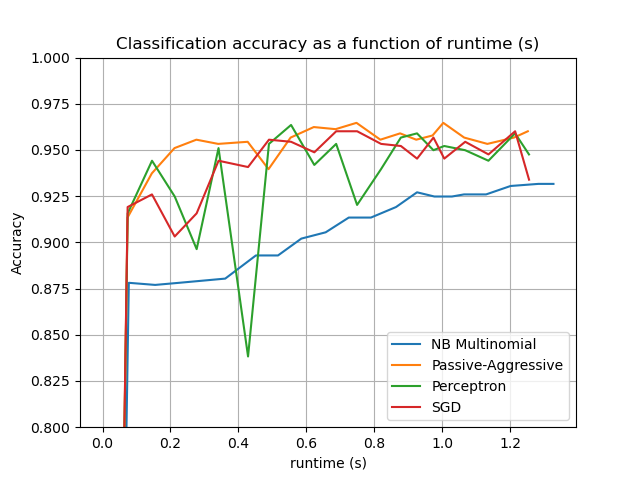 Classification accuracy as a function of runtime (s)
1.000
0.975
0.950
0.925
0.900
0.875
0.850
0.825
0.800
Accuracy
NB Multinomial
Passive-Aggressive
Perceptron
SGD
0.0 0.2 0.4 0.6 0.8 1.0 1.2
runtime (s)